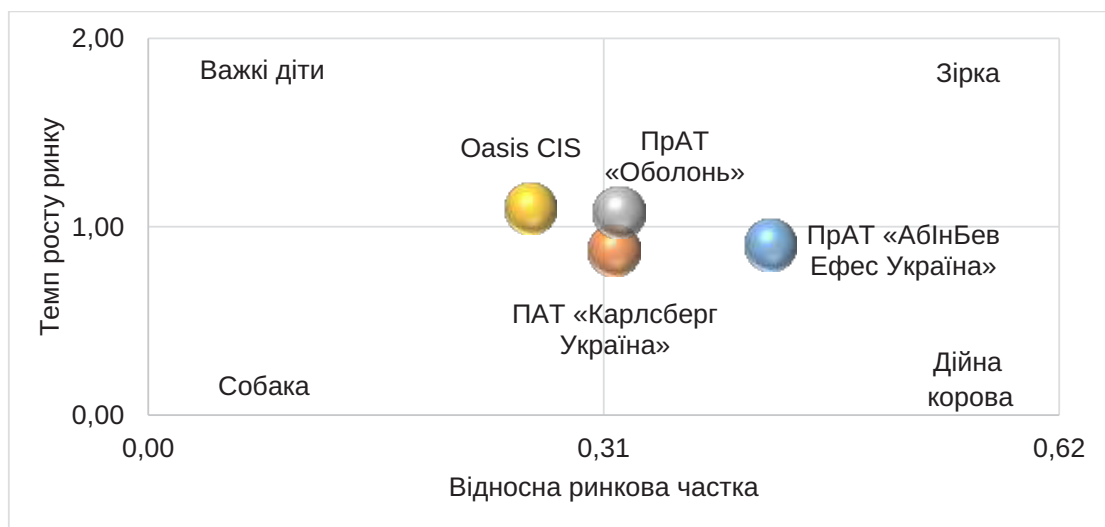 2,00
Важкі діти
Зірка
Oasis CIS
ПрАТ
«Оболонь»
Темп росту ринку
1,00
ПрАТ «АбІнБев
Ефес Україна»
ПАТ «Карлсберг
Україна»
Собака
Дійна
корова
0,00
0,00
0,31
0,62
Відносна ринкова частка